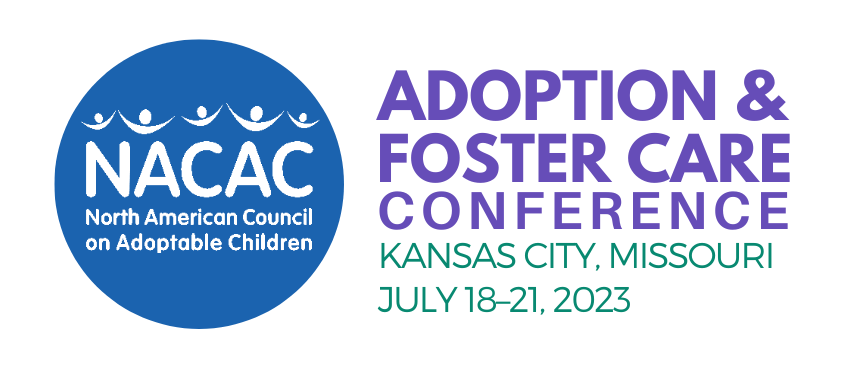 NACAC
North American Council
on Adoptable Children
ADOPTION &
FOSTER CARE
CONFERENCE
KANSAS CITY, MISSOURI
JULY 18–21, 2023